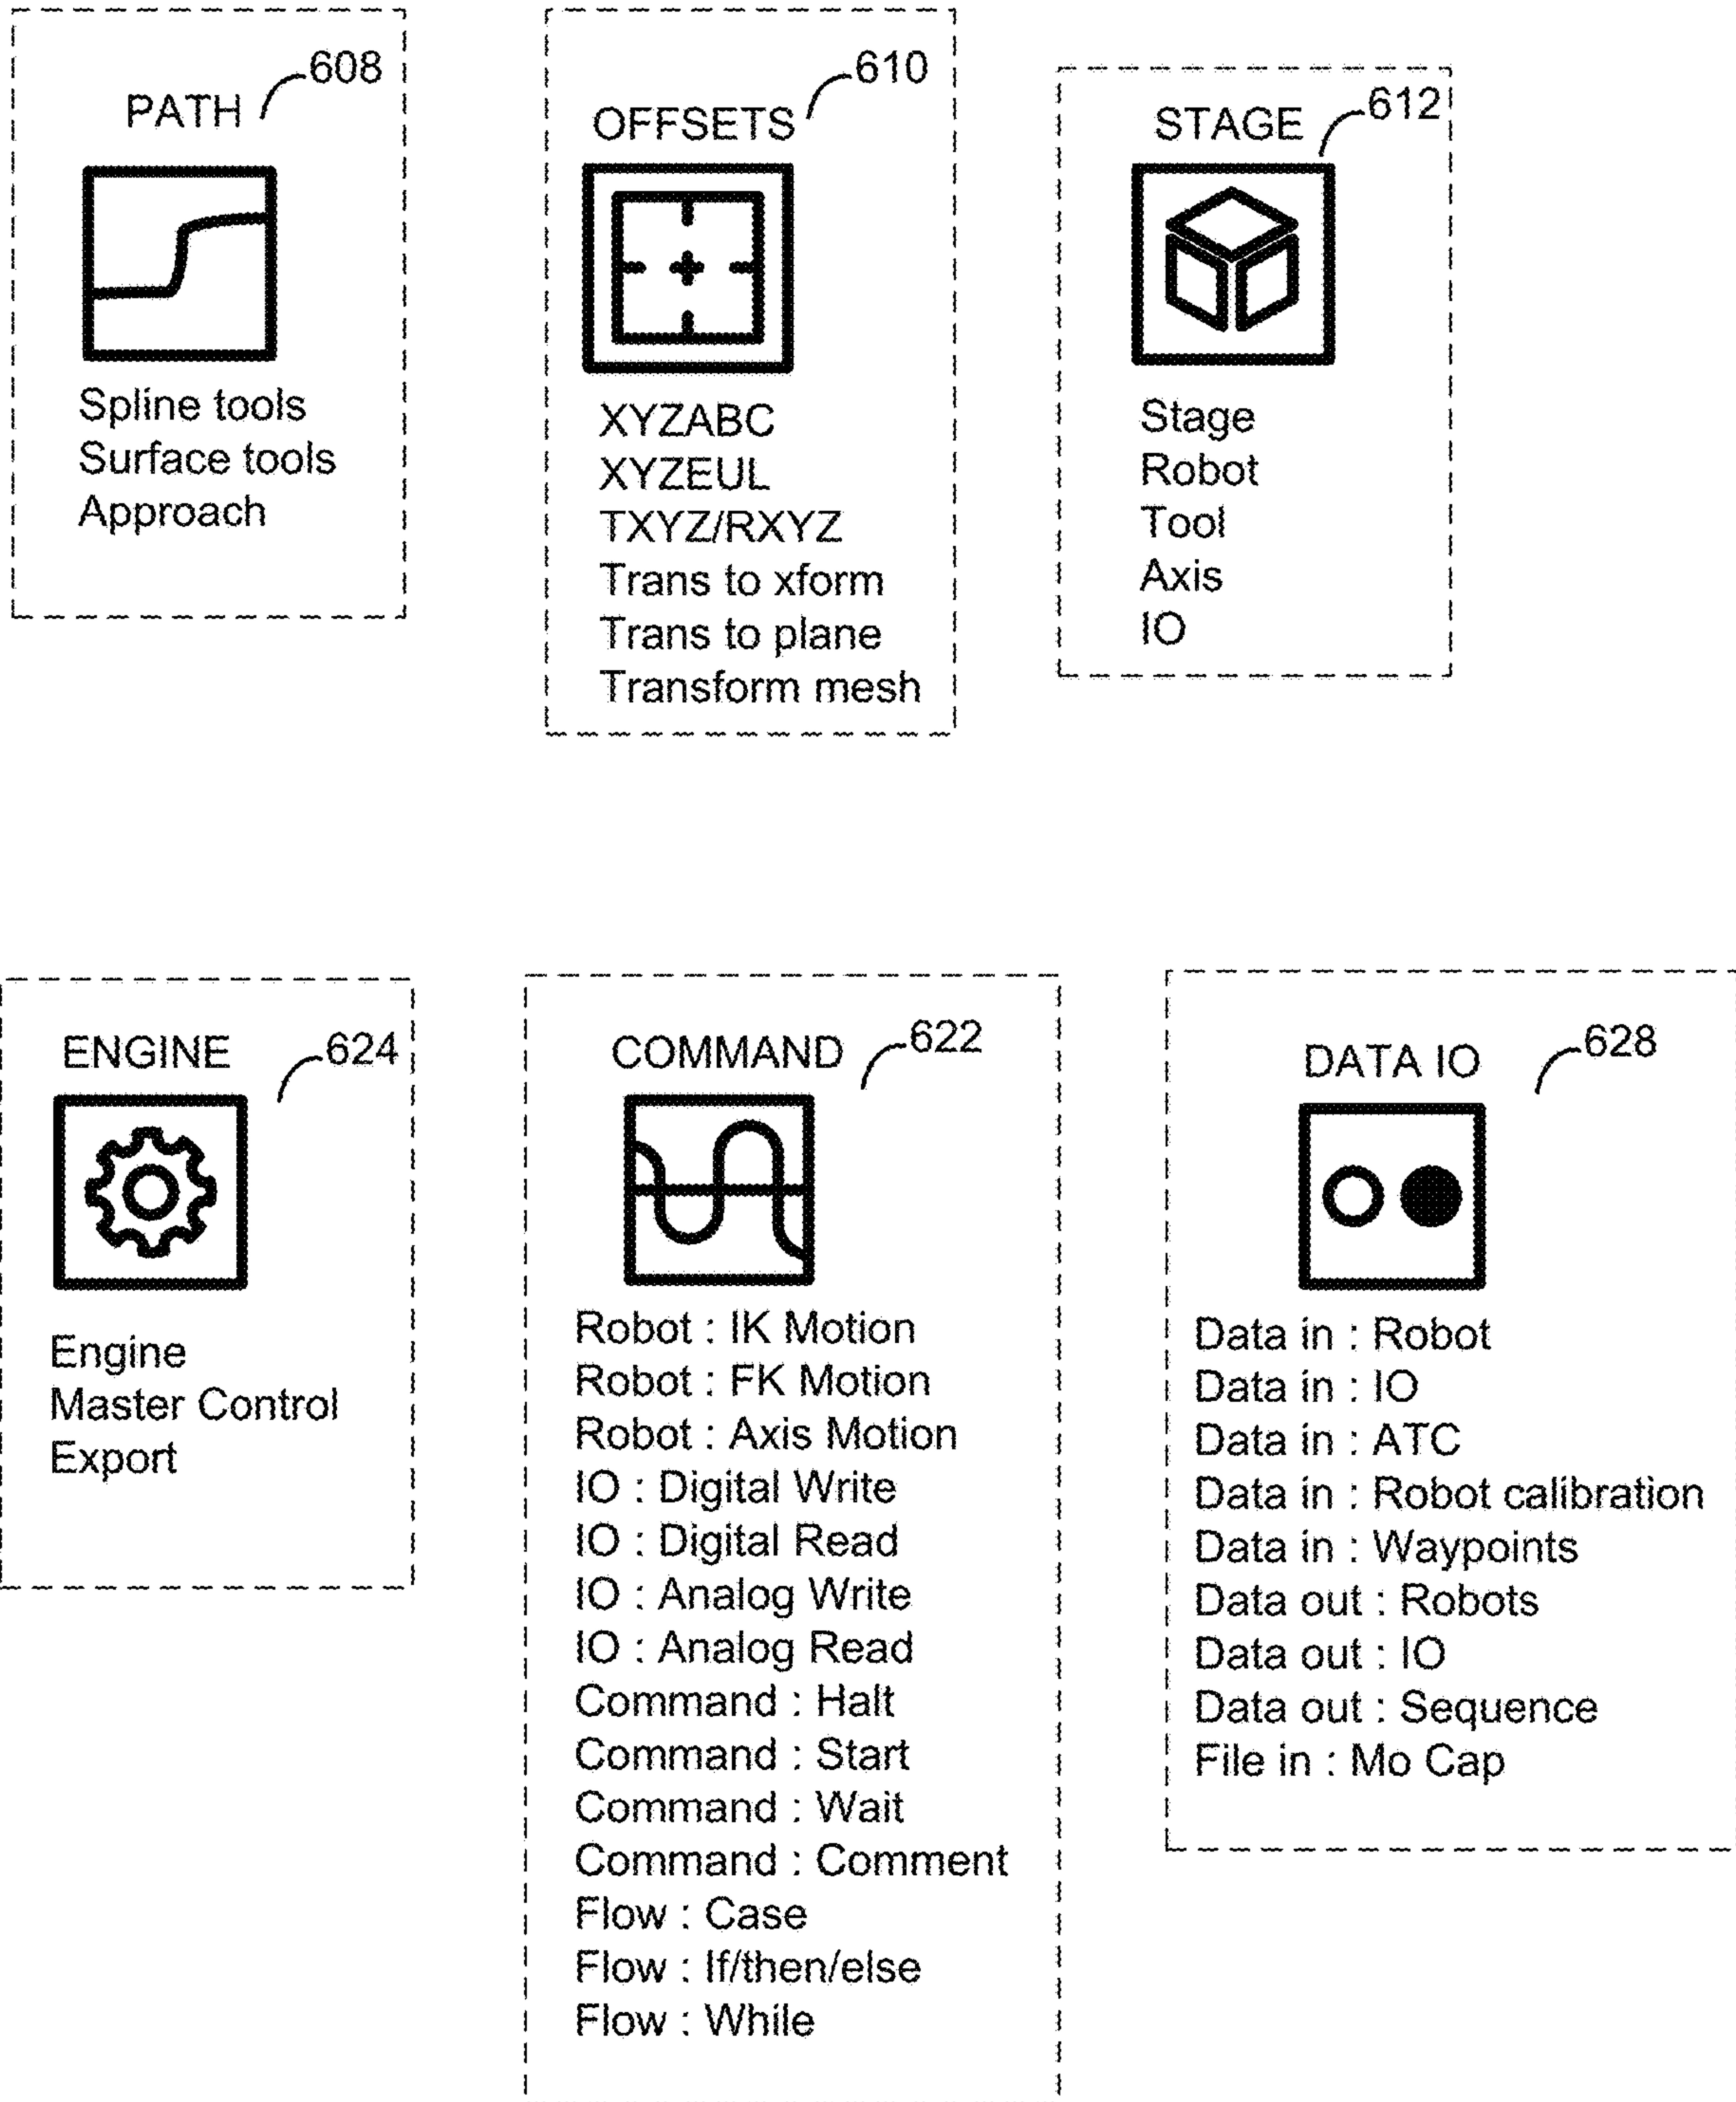 608
PATH
Spline tools
Surface tools
Approach
610
OFFSETS
XYZABC
XYZEUL
TXYZ/RXYZ
Trans to xform
Trans to plane
Transform mesh
612
STAGE
Stage
Robot
Tool
Axis
IO
624
ENGINE
Engine
Master Control
Export
622
COMMAND
Robot : IK Motion
Robot : FK Motion
Robot : Axis Motion
IO : Digital Write
IO : Digital Read
IO : Analog Write
IO : Analog Read
Command : Halt
Command : Start
Command : Wait
Command : Comment
Flow : Case
Flow : If/then/else
Flow : While
628
DATA IO
Data in : Robot
Data in : IO
Data in : ATC
Data in : Robot calibration
Data in : Waypoints
Data out : Robots
Data out : IO
Data out : Sequence
File in : Mo Cap